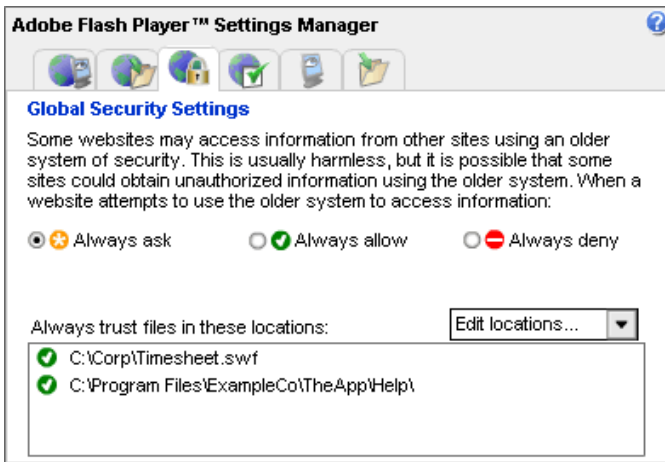 Adobe Flash Player™ Settings Manager
?
Global Security Settings
Some websites may access information from other sites using an older
system of security. This is usually harmless, but it is possible that some
sites could obtain unauthorized information using the older system. When a
website attempts to use the older system to access information:
Always ask Always allow Always deny
Always trust files in these locations: Edit locations...
C:\Corp\Timesheet.swf
C:\Program Files\ExampleCo\TheApp\Help\